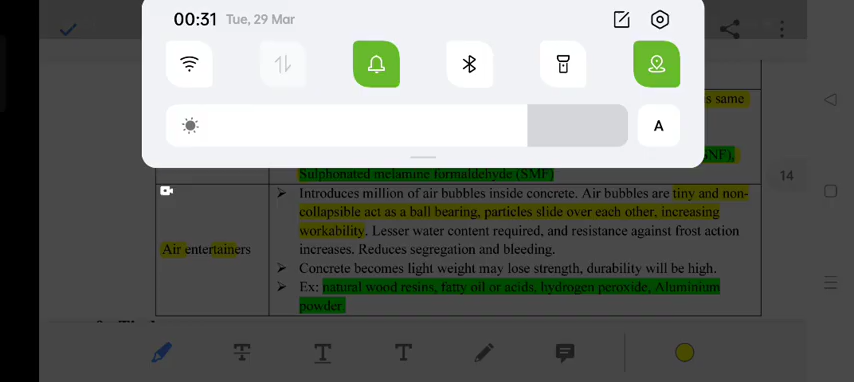 00:31 Tue, 29 Mar
A
s same
SNF),
Sulphonated melamine formaldehyde (SMF)
14
➢ Introduces million of air bubbles inside concrete. Air bubbles are tiny and non-
collapsible act as a ball bearing, particles slide over each other, increasing
workability. Lesser water content required, and resistance against frost action
Air entertainers
increases. Reduces segregation and bleeding.
➢ Concrete becomes light weight may lose strength, durability will be high.
➢ Ex: natural wood resins, fatty oil or acids, hydrogen peroxide, Aluminium
powder.
T T T